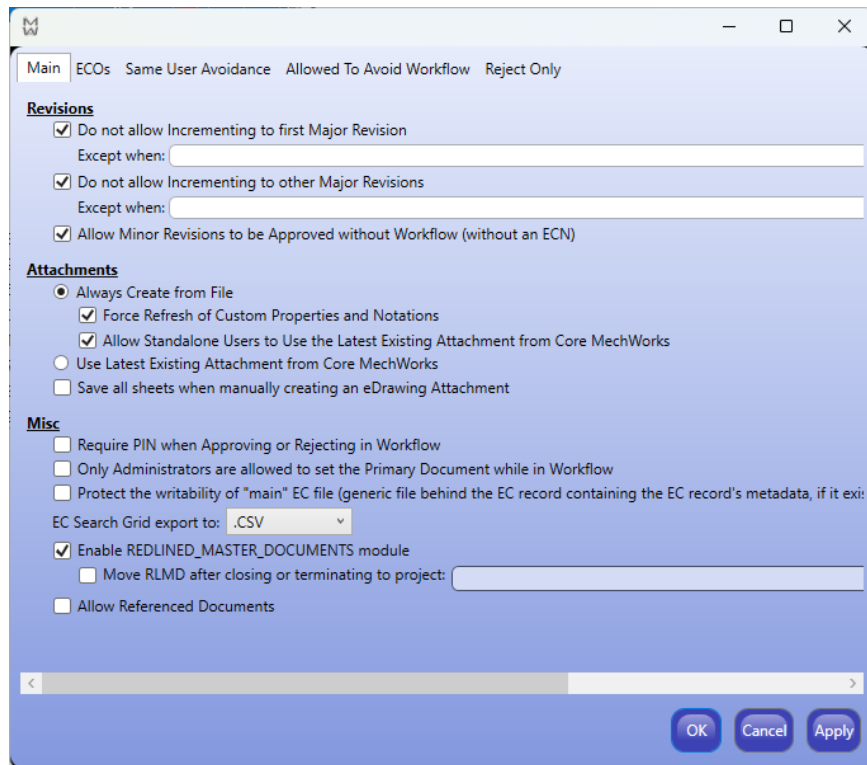 Main ECOs Same User Avoidance Allowed To Avoid Workflow Reject Only
Revisions
Do not allow Incrementing to first Major Revision
Except when:
Do not allow Incrementing to other Major Revisions
Except when:
Allow Minor Revisions to be Approved without Workflow (without an ECN)
Attachments
Always Create from File
Force Refresh of Custom Properties and Notations
Allow Standalone Users to Use the Latest Existing Attachment from Core MechWorks
Use Latest Existing Attachment from Core MechWorks
Save all sheets when manually creating an eDrawing Attachment
Misc
Require PIN when Approving or Rejecting in Workflow
Only Administrators are allowed to set the Primary Document while in Workflow
Protect the writability of "main" EC file (generic file behind the EC record containing the EC record's metadata, if it exi
EC Search Grid export to: .CSV
Enable REDLINED_MASTER_DOCUMENTS module
Move RLMD after closing or terminating to project:
Allow Referenced Documents
OK Cancel Apply